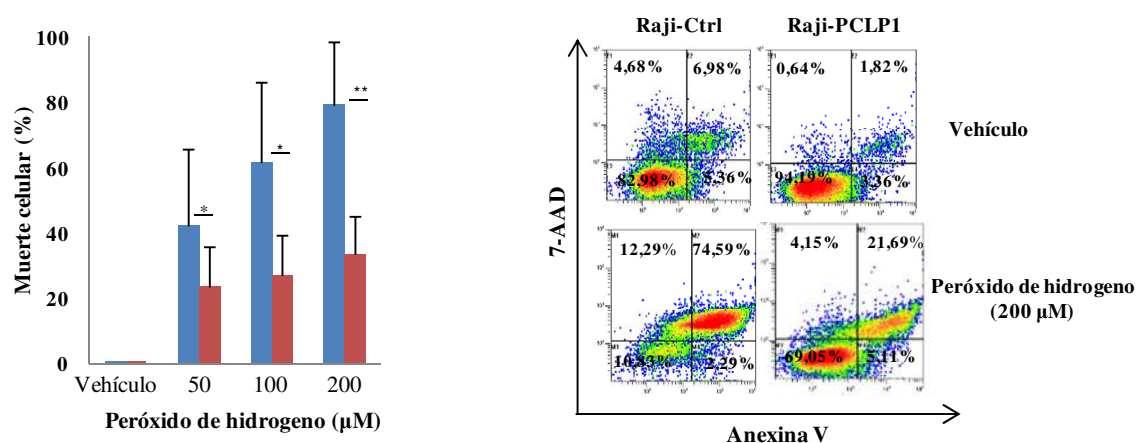 100
80
60
40
20
0
Muerte celular (%)
*
*
**
Vehículo 50 100 200
Peróxido de hidrogeno (µM)
Raji-Ctrl Raji-PCLP1
4,68% 6,98% 0,64% 1,82%
82,98% 5,36% 94,19% 3,36%
Vehículo
12,29% 74,59% 4,15% 21,69%
10,83% 2,29% 69,05% 5,11%
Peróxido de hidrogeno
(200 µM)
7-AAD
Anexina V